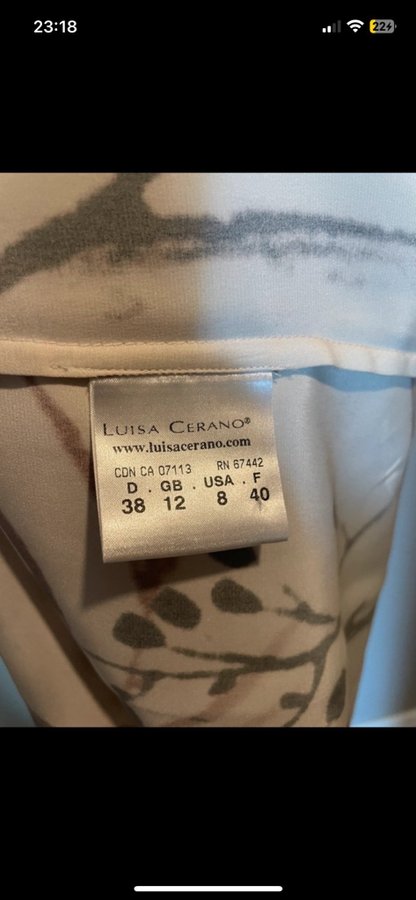 23:18
22
LUISA CERANO®
www.luisacerano.com
CDN CA 07113 RN 67442
D . GB . USA . F
38 12 8 40